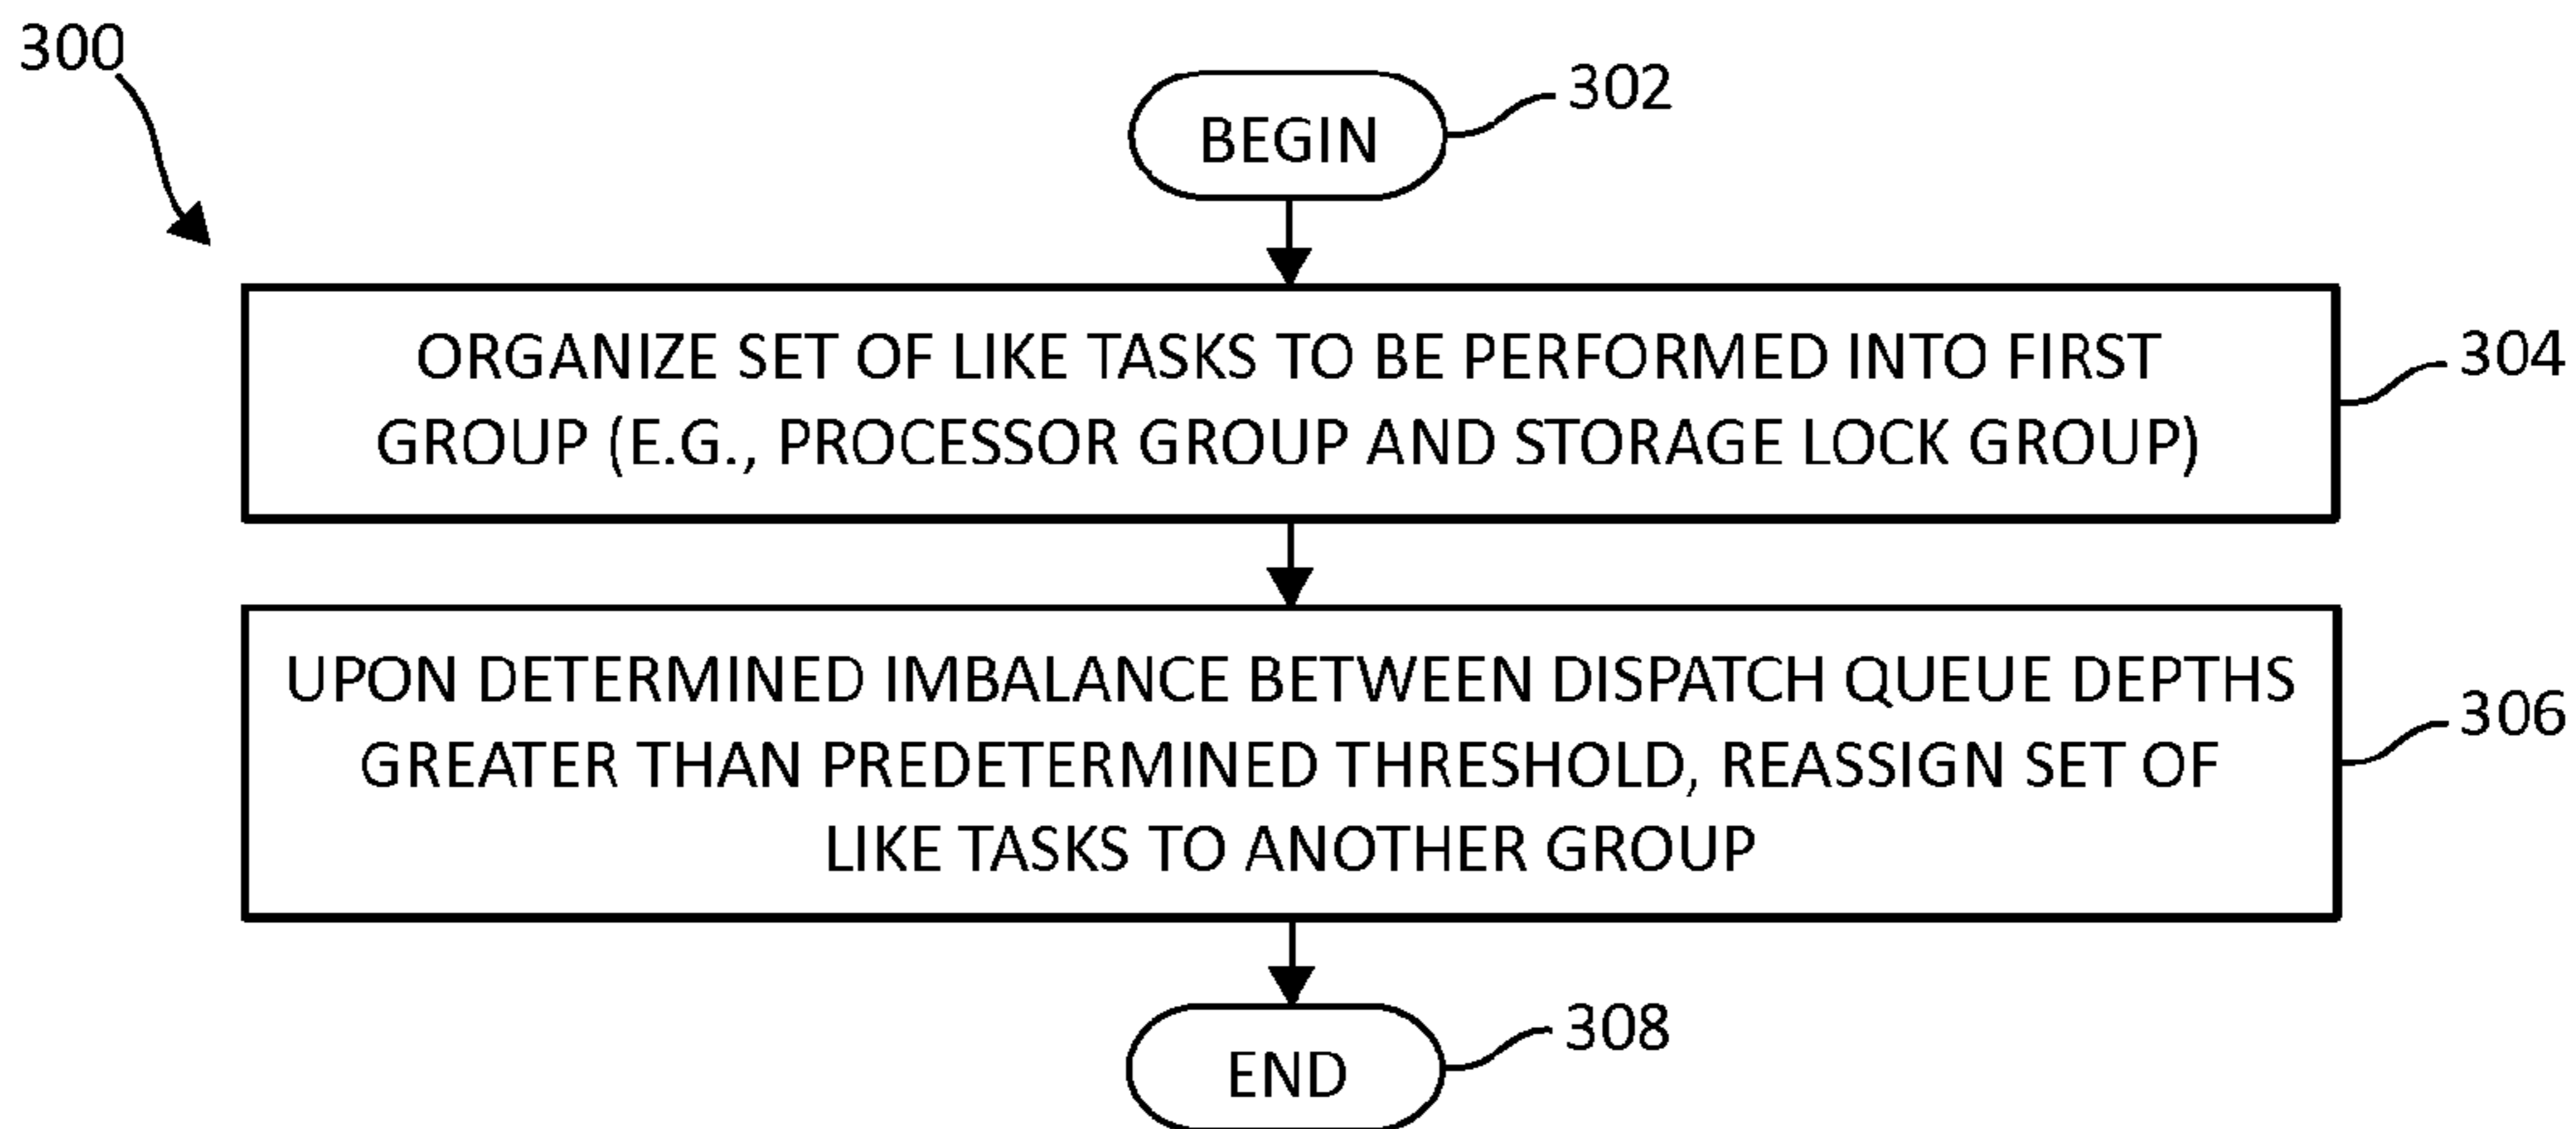 300
BEGIN
302
ORGANIZE SET OF LIKE TASKS TO BE PERFORMED INTO FIRST
GROUP (E.G., PROCESSOR GROUP AND STORAGE LOCK GROUP)
304
UPON DETERMINED IMBALANCE BETWEEN DISPATCH QUEUE DEPTHS
GREATER THAN PREDETERMINED THRESHOLD, REASSIGN SET OF
LIKE TASKS TO ANOTHER GROUP
306
END
308